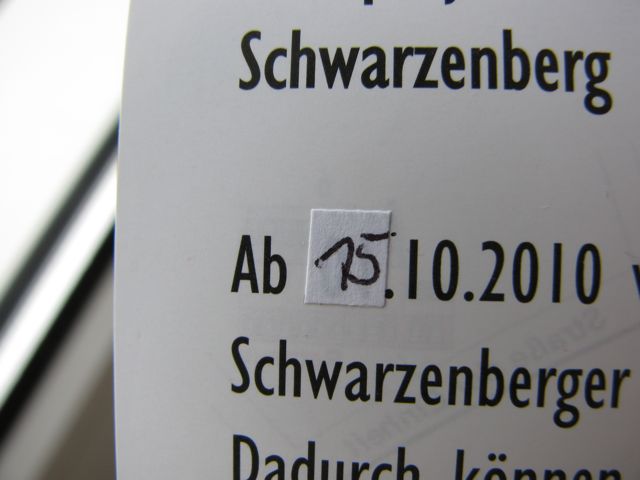 Schwarzenberg
Ab 15.10.2010
Schwarzenberger
Dadurch können